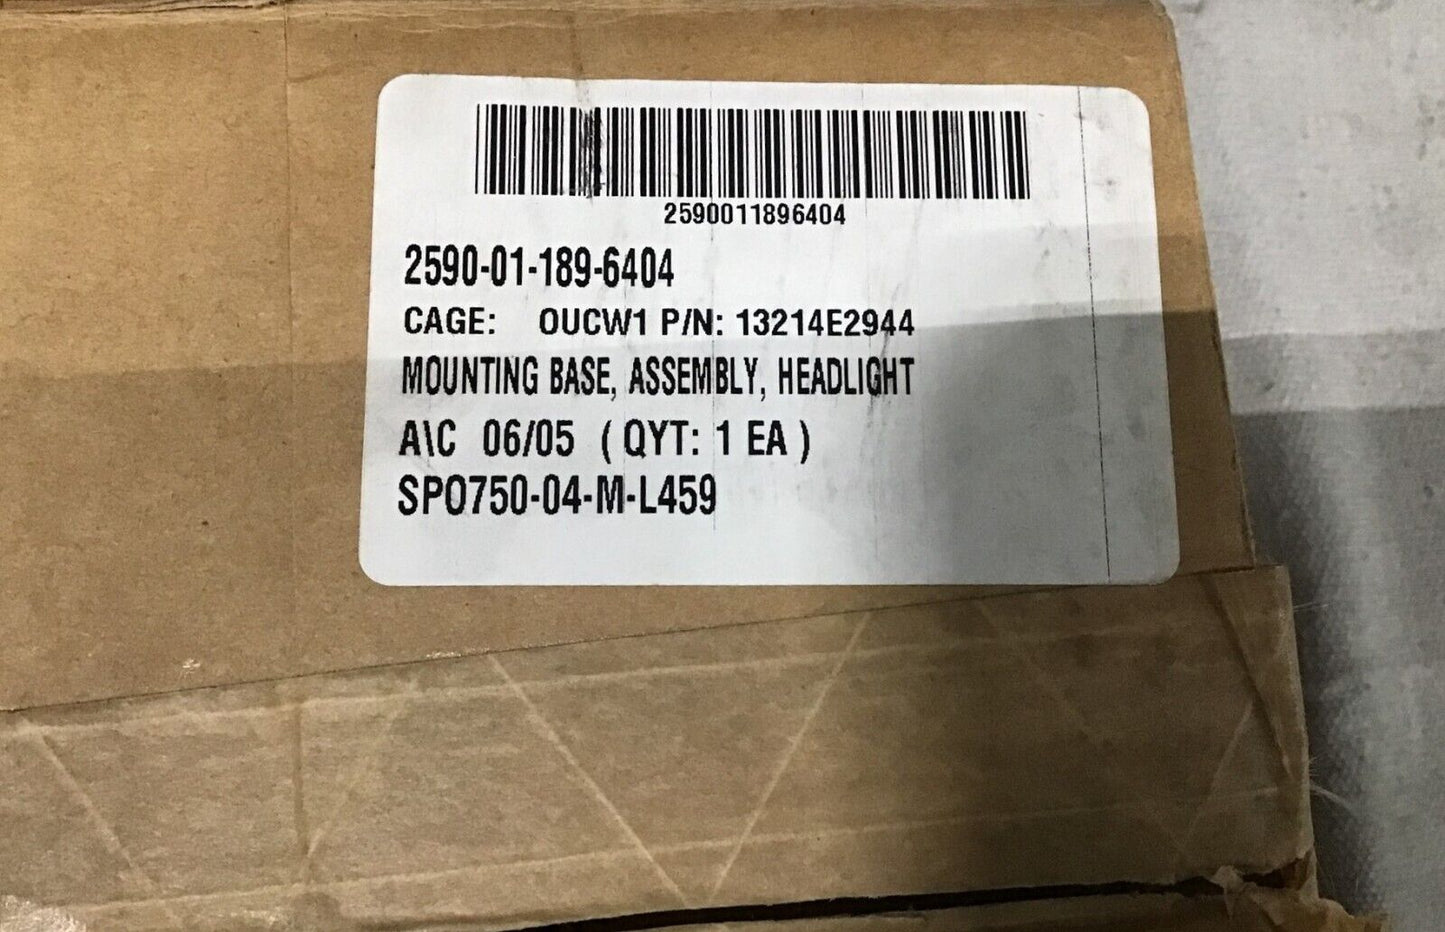 2590011896404
2590-01-189-6404
CAGE: OUCW1 P/N: 13214E2944
MOUNTING BASE, ASSEMBLY, HEADLIGHT
A\C 06/05 ( QYT: 1 EA )
SPO750-04-M-L459